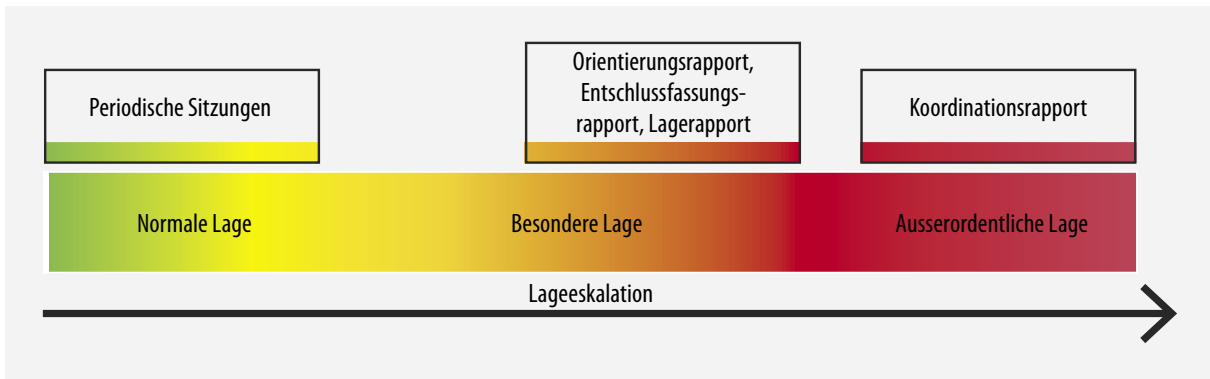 Periodische Sitzungen
Orientierungsrapport,
Entschlussfassungs-
rapport, Lagerapport
Koordinationsrapport
Normale Lage
Besondere Lage
Ausserordentliche Lage
Lageeskalation